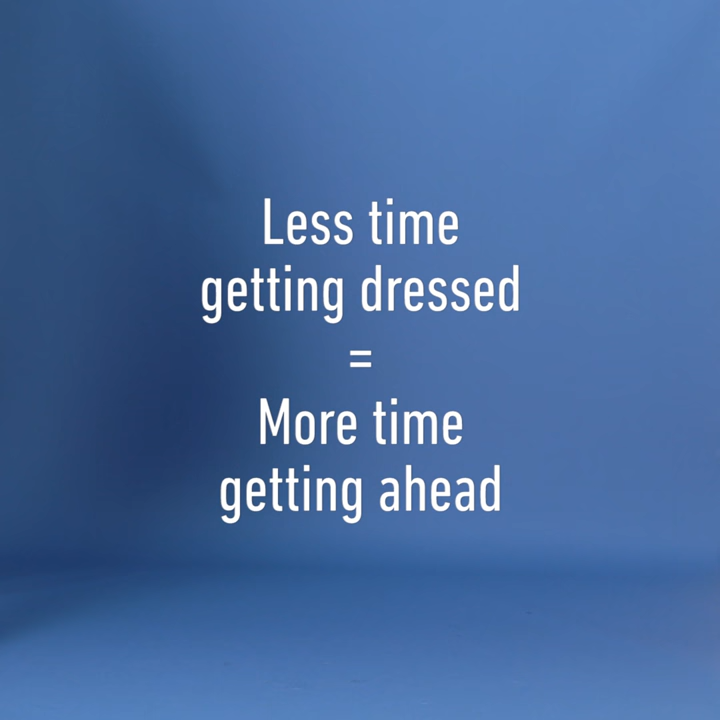 Less time
getting dressed
=
More time
getting ahead